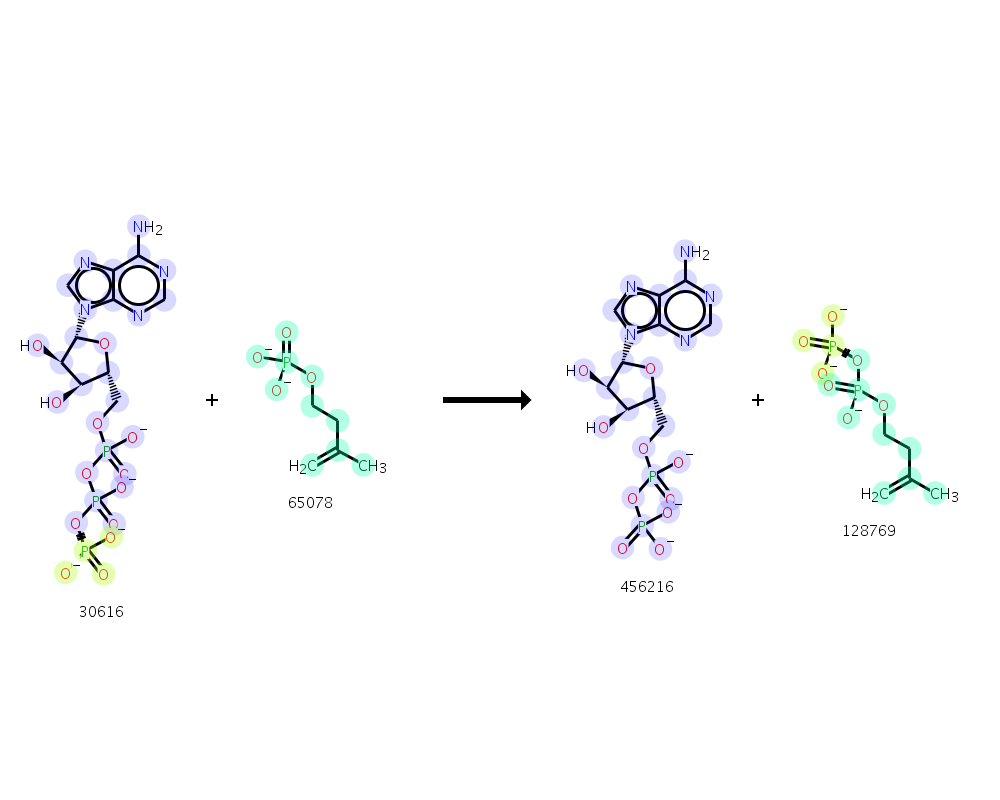 NH₂
N N
N N
HO O
HO
O
O⁻
P
O O
O⁻
P
O O
O⁻
P
O⁻ O
30616
+
O
O⁻ P
O⁻ O
H₂C CH₃
65078
NH₂
N N
N N
HO O
HO
O
O⁻
P
O O
O⁻
P
O O⁻
456216
+
O⁻
O P
O
O⁻
O P
O
O⁻
H₂C CH₃
128769